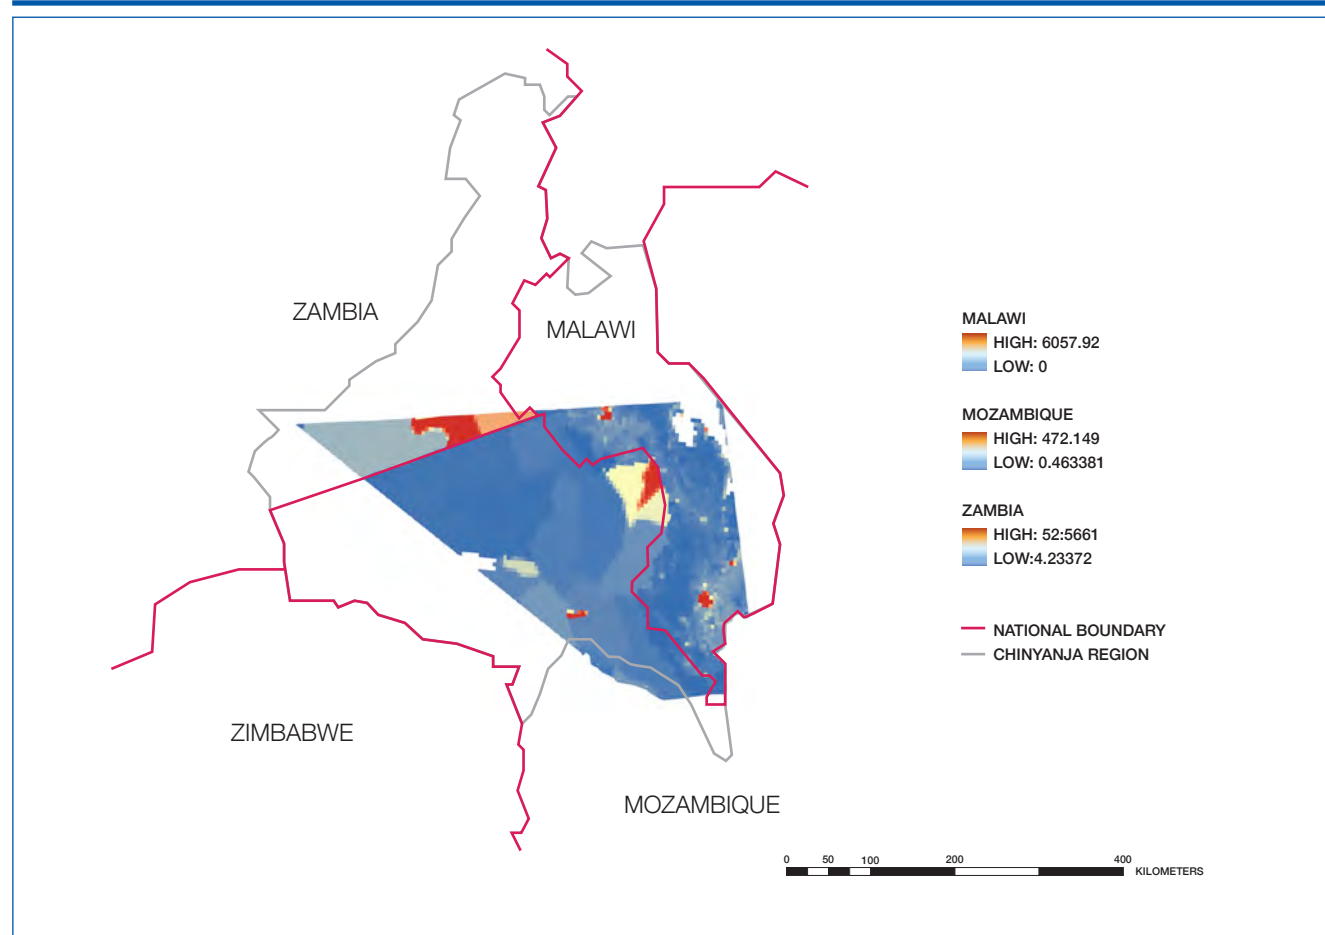 ZAMBIA
MALAWI
ZIMBABWE
MOZAMBIQUE
MALAWI
HIGH: 6057.92
LOW: 0
MOZAMBIQUE
HIGH: 472.149
LOW: 0.463381
ZAMBIA
HIGH: 52:5661
LOW:4.23372
NATIONAL BOUNDARY
CHINYANJA REGION
0 50 100 200 400
KILOMETERS